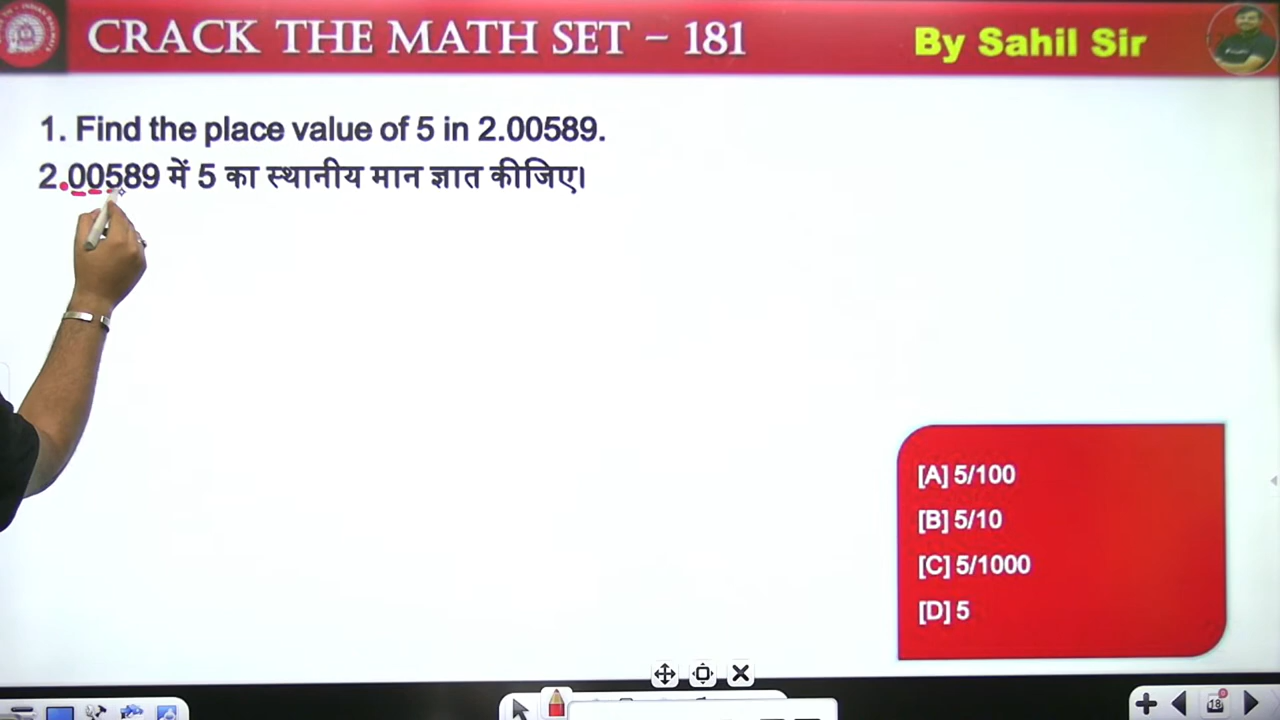 CRACK THE MATH SET – 181
By Sahil Sir
1. Find the place value of 5 in 2.00589.
2.00589 में 5 का स्थानीय मान ज्ञात कीजिए।
[A] 5/100
[B] 5/10
[C] 5/1000
[D] 5
18